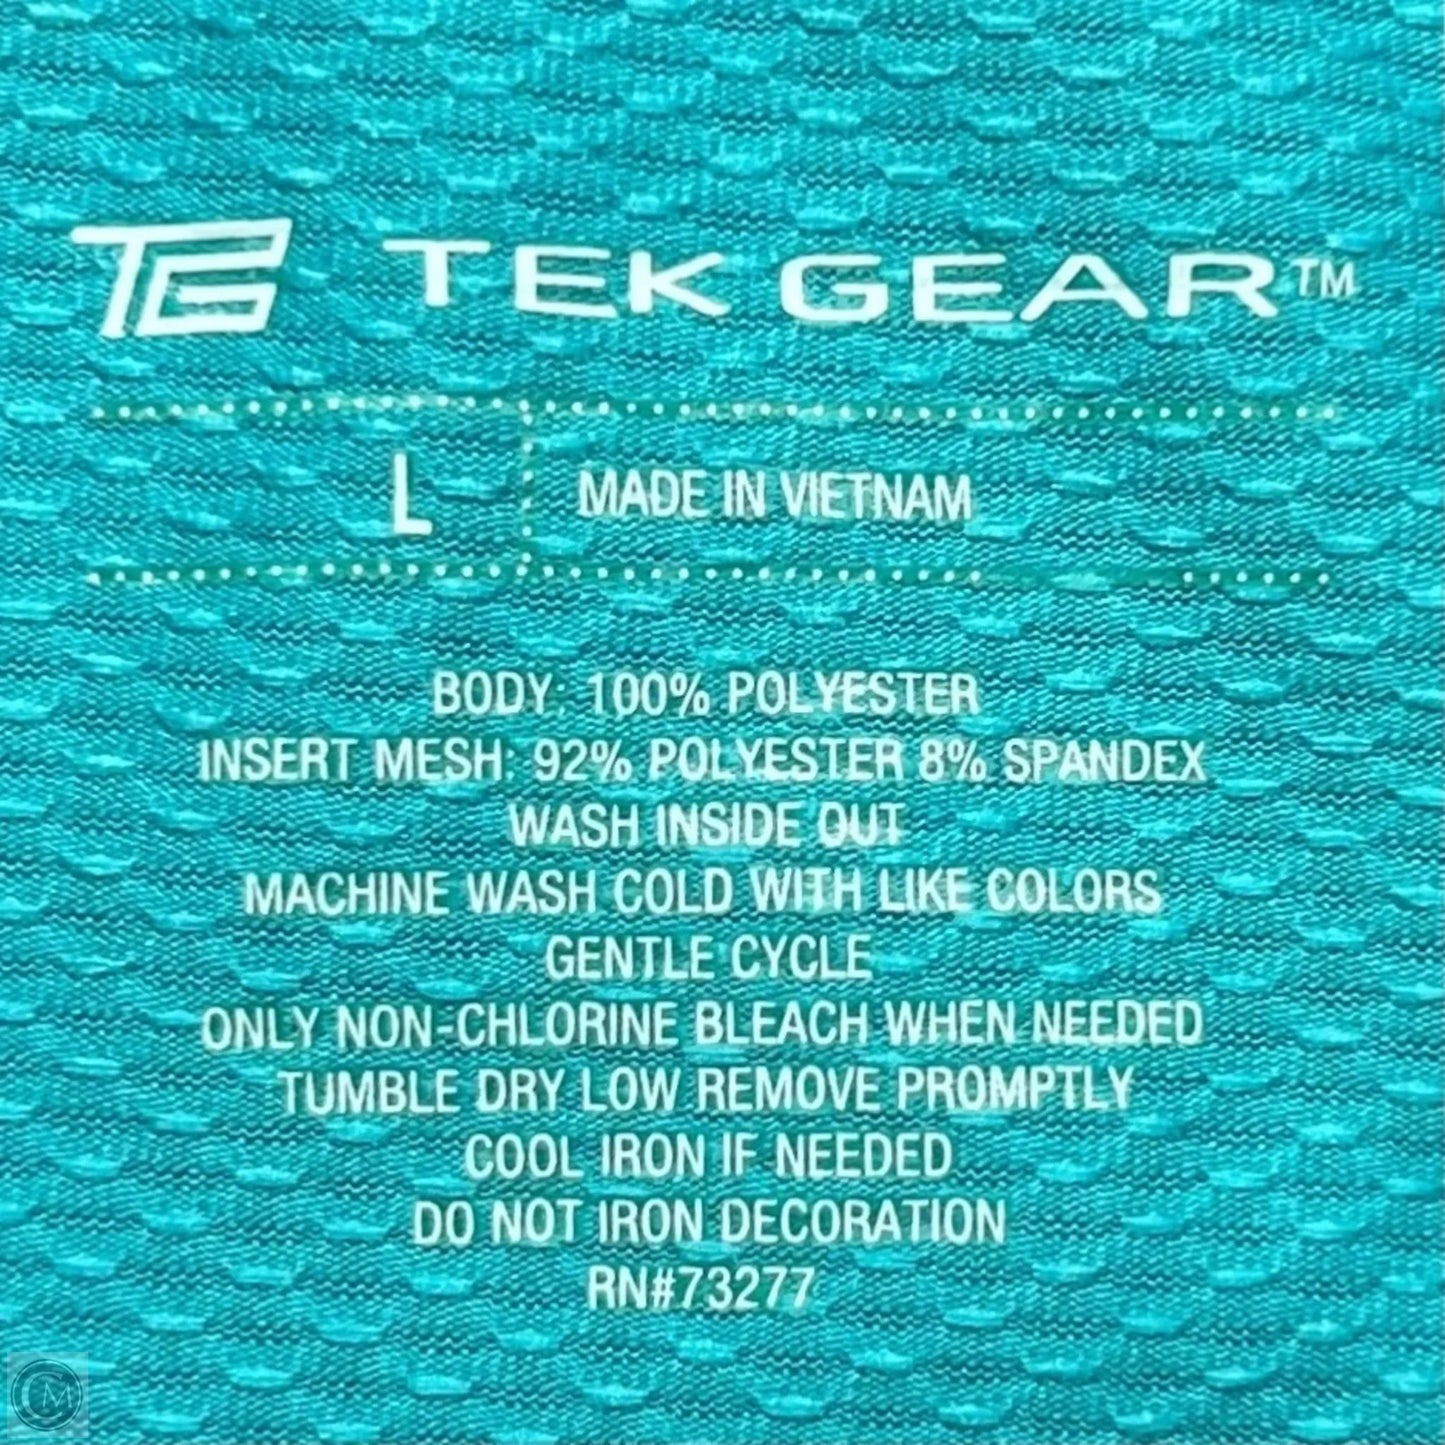 TG TEK GEAR™
L MADE IN VIETNAM
BODY: 100% POLYESTER
INSERT MESH: 92% POLYESTER 8% SPANDEX
WASH INSIDE OUT
MACHINE WASH COLD WITH LIKE COLORS
GENTLE CYCLE
ONLY NON-CHLORINE BLEACH WHEN NEEDED
TUMBLE DRY LOW REMOVE PROMPTLY
COOL IRON IF NEEDED
DO NOT IRON DECORATION
RN#73277
CM